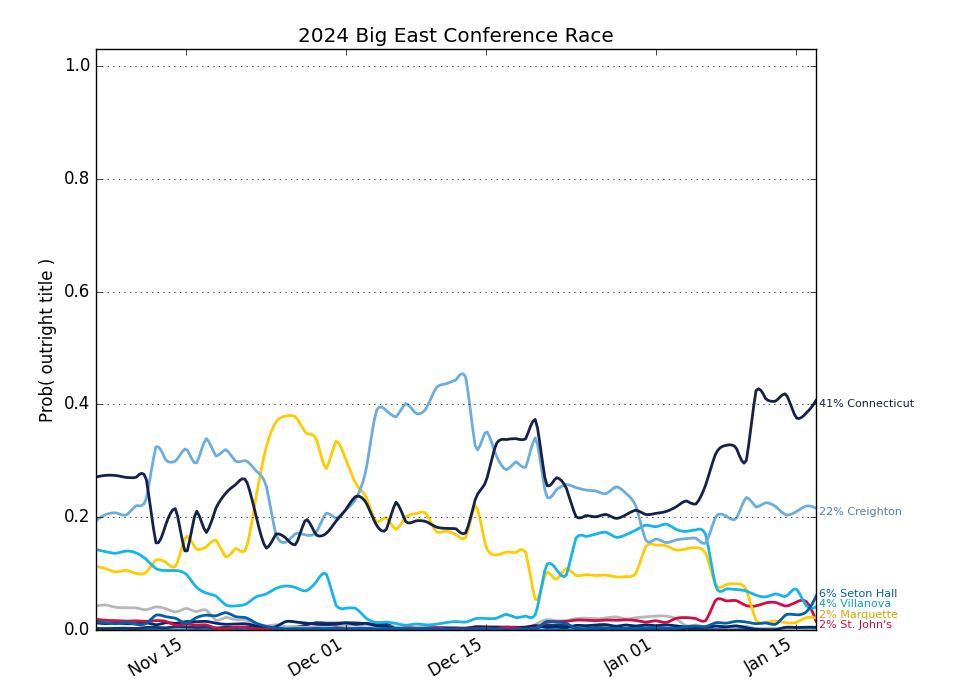 2024 Big East Conference Race
Prob( outright title )
1.0
0.8
0.6
0.4
0.2
0.0
Nov 15
Dec 01
Dec 15
Jan 01
Jan 15
41% Connecticut
22% Creighton
6% Seton Hall
4% Villanova
2% Marquette
2% St. John's